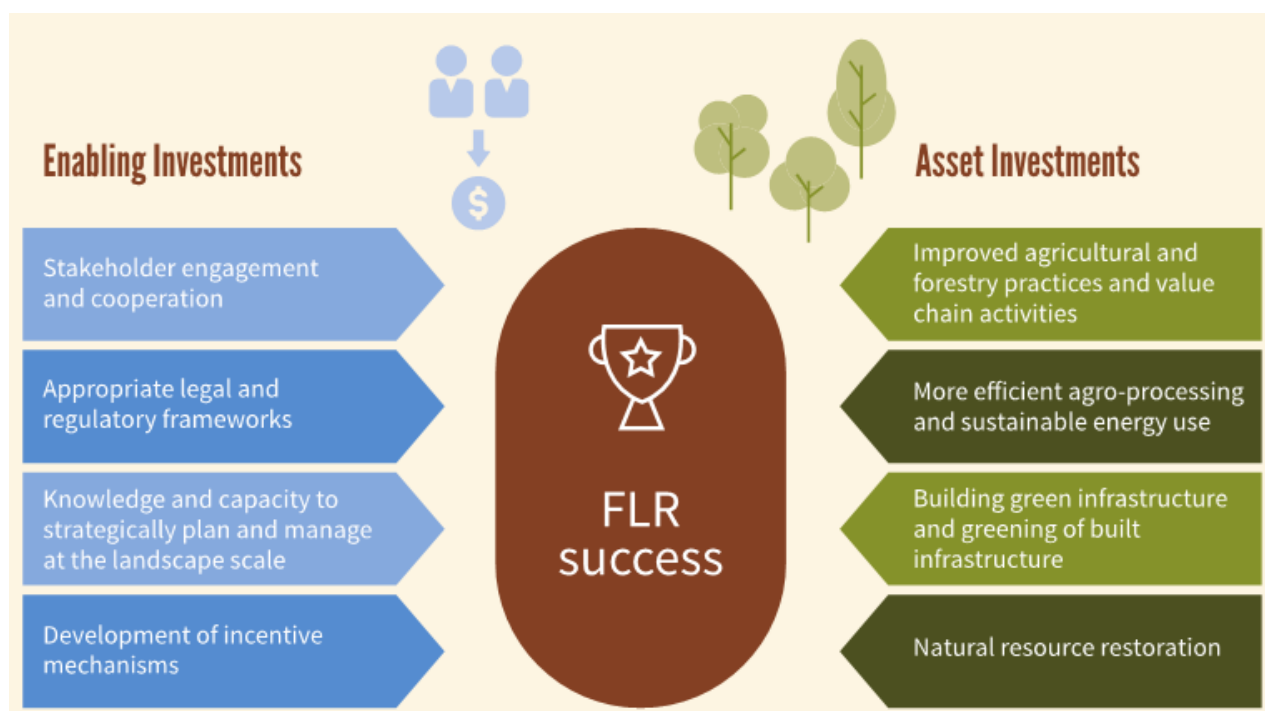 Enabling Investments
$
Asset Investments
Stakeholder engagement
and cooperation
Appropriate legal and
regulatory frameworks
Knowledge and capacity to
strategically plan and manage
at the landscape scale
Development of incentive
mechanisms
FLR
success
Improved agricultural and
forestry practices and value
chain activities
More efficient agro-processing
and sustainable energy use
Building green infrastructure
and greening of built
infrastructure
Natural resource restoration